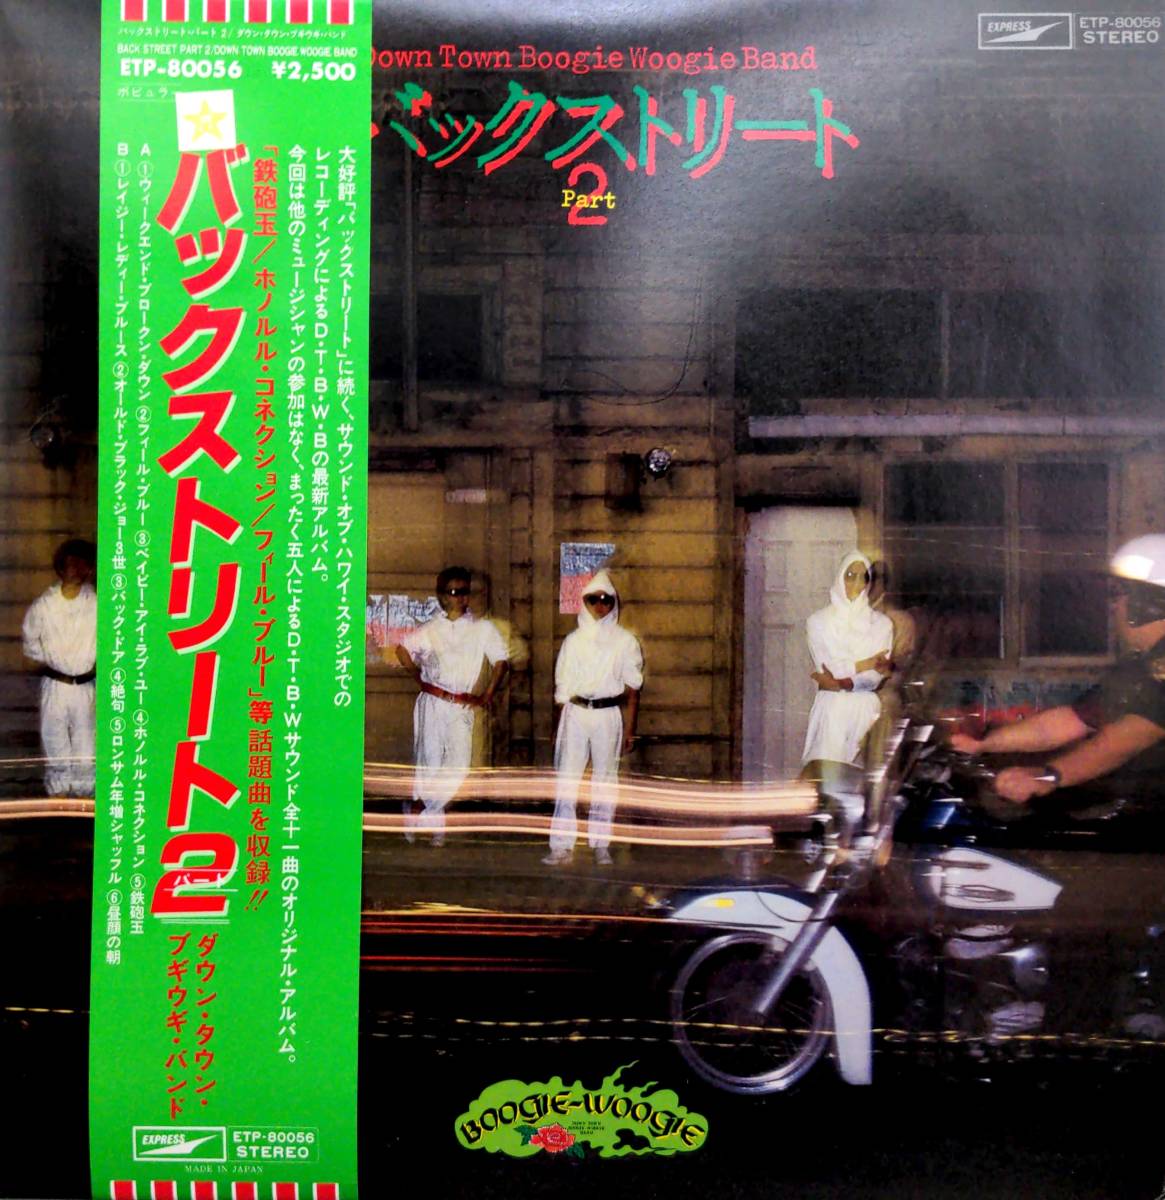 バックストリート・パート2/ダウン・タウン・ブギウギ・バンド
BACK STREET PART 2/DOWN TOWN BOOGIE WOOGIE BAND
ETP-80056 ¥2,500
ポピュラー
大好評「バックストリート」に続く、サウンド・オブ・ハワイ・スタジオでの
レコーディングによるD・T・B・W・Bの最新アルバム。
今回は他のミュージシャンの参加はなく、まったく五人によるD・T・B・Wサウンド全十一曲のオリジナル・アルバム。
「鉄砲玉/ホノルル・コネクション/フィール・ブルー」等話題曲を収録!!
バックストリート2
パート
ダウン・タウン・
ブギウギ・バンド
A ①ウィークエンド・ブロークン・ダウン ②フィール・ブルー ③ベイビー・アイ・ラブ・ユー ④ホノルル・コネクション ⑤鉄砲玉
B ①レイジー・レディー・ブルース ②オールド・ブラック・ジョー3世 ③バック・ドア ④絶句 ⑤ロンサム年増シャッフル ⑥昼顔の朝
EXPRESS
ETP-80056
STEREO
MADE IN JAPAN
Down Town Boogie Woogie Band
バックストリート
Part
2
EXPRESS
ETP-80056
STEREO
BOOGIE-WOOGIE
DOWN TOWN
BOOGIE-WOOGIE
BAND